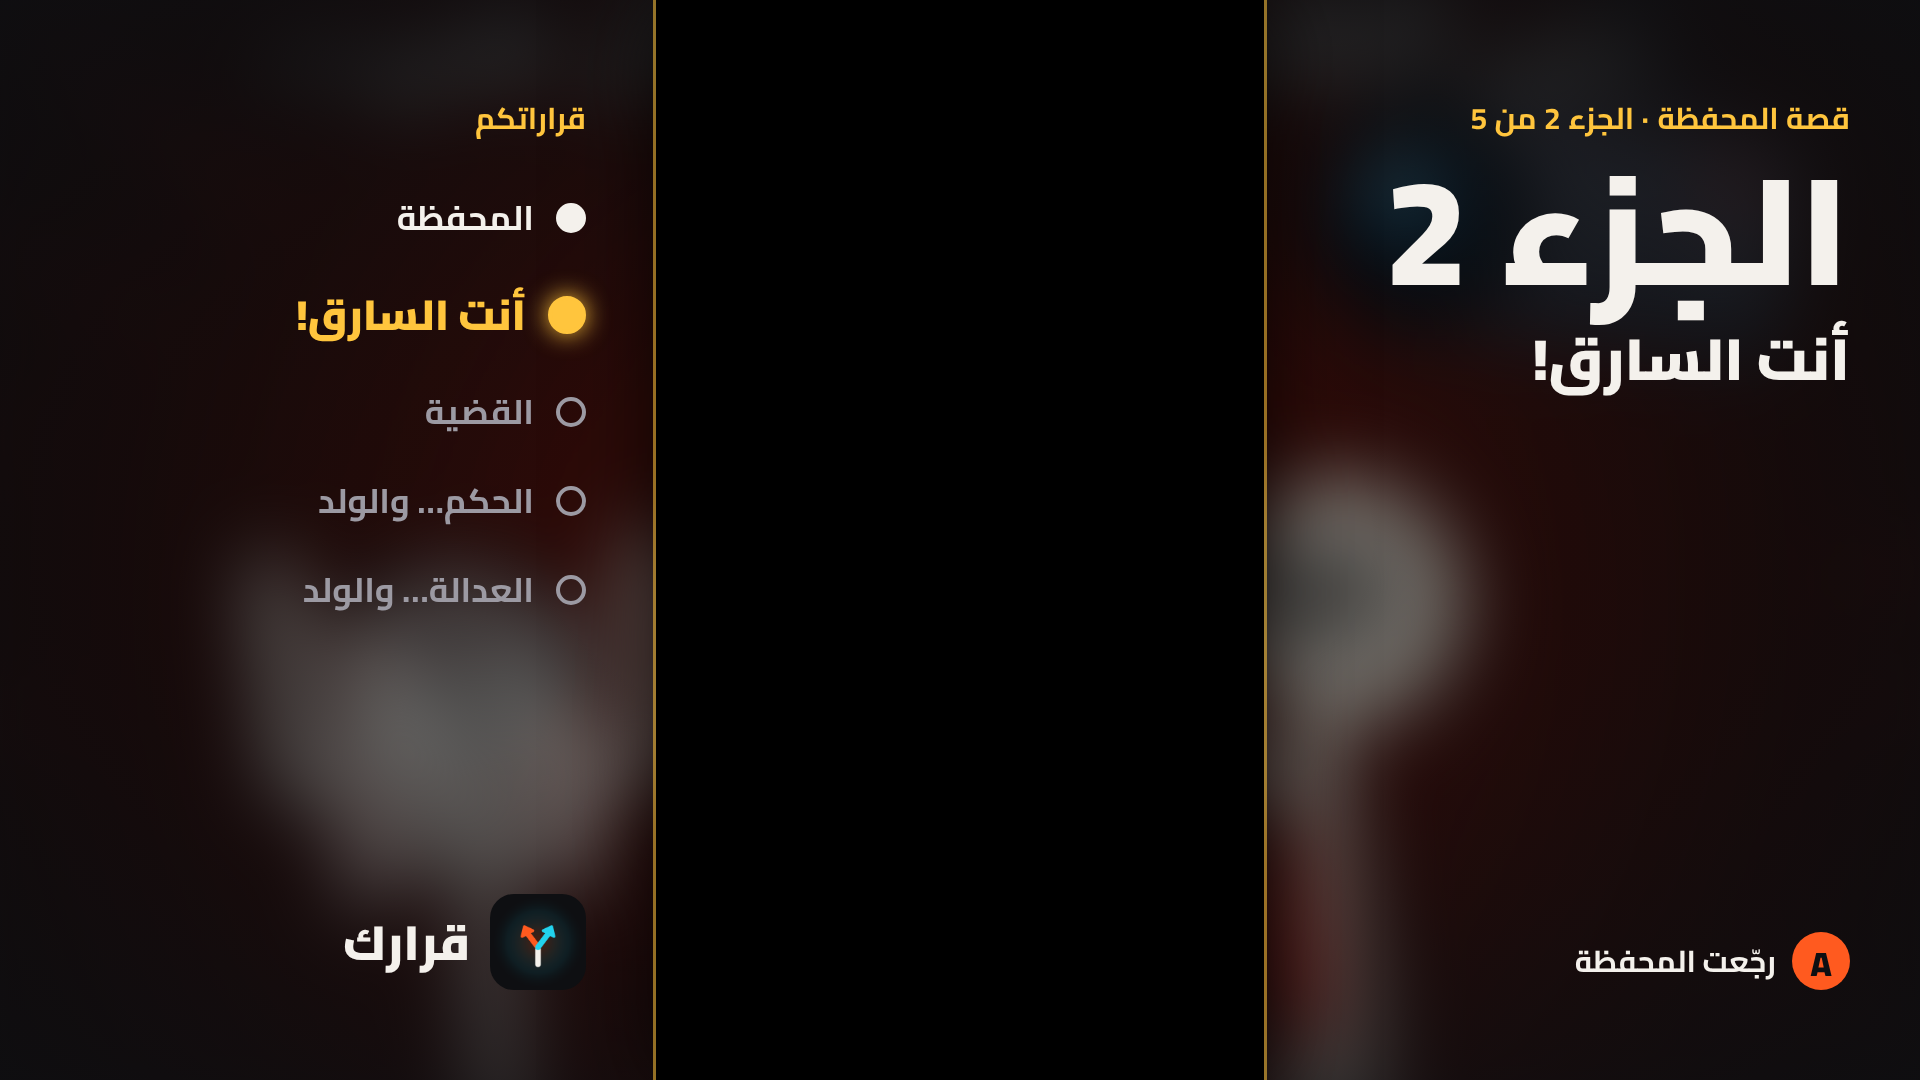 قصة المحفظة · الجزء 2 من 5
الجزء 2
أنت السارق!
A رجّعت المحفظة
قراراتكم
المحفظة
أنت السارق!
القضية
الحكم... والولد
العدالة... والولد
قرارك